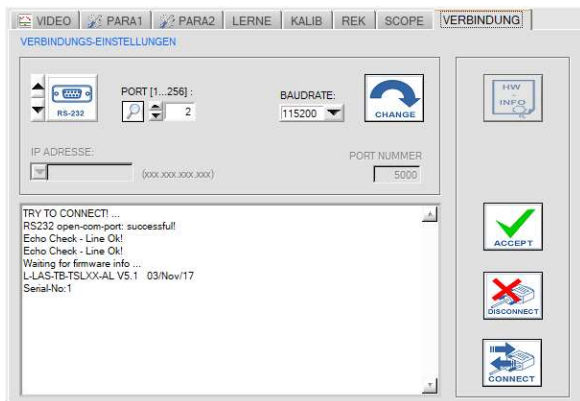 VIDEO PARA1 PARA2 LERNE KALIB REK SCOPE VERBINDUNG
VERBINDUNGS-EINSTELLUNGEN
RS-232
PORT [1...256] :
2
BAUDRATE:
115200
CHANGE
HW
-
INFO
IP ADRESSE:
(xxx.xxx.xxx.xxx)
PORT NUMMER
5000
TRY TO CONNECT! ...
RS232 open-com-port: successful!
Echo Check - Line Ok!
Echo Check - Line Ok!
Waiting for firmware info ...
L-LAS-TB-TSLXX-AL V5.1 03/Nov/17
Serial-No:1
ACCEPT
DISCONNECT
CONNECT